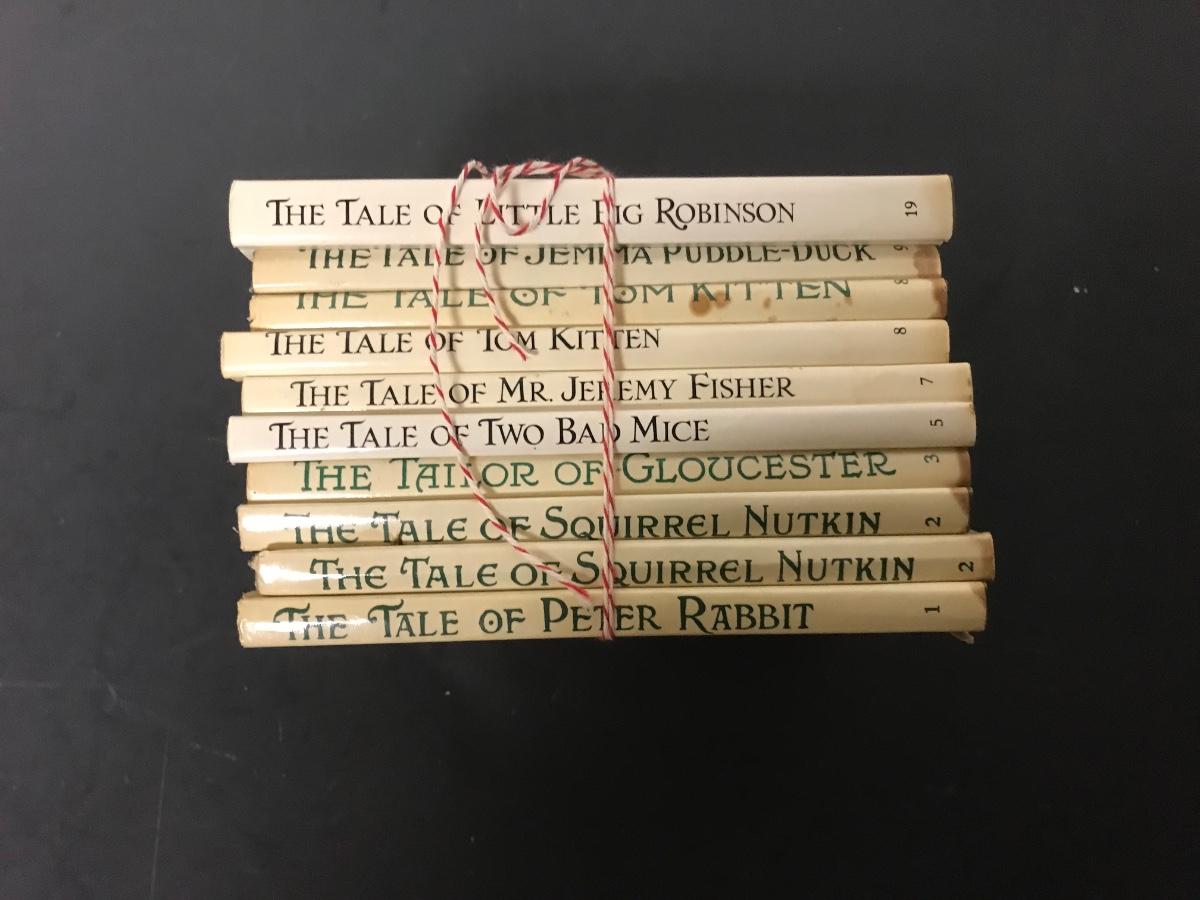 THE TALE OF LITTLE PIG ROBINSON 19
THE TALE OF JEMIMA PUDDLE-DUCK 9
THE TALE OF TOM KITTEN 8
THE TALE OF TOM KITTEN 8
THE TALE OF MR. JEREMY FISHER 7
THE TALE OF TWO BAD MICE 5
THE TAILOR OF GLOUCESTER 3
THE TALE OF SQUIRREL NUTKIN 2
THE TALE OF SQUIRREL NUTKIN 2
THE TALE OF PETER RABBIT 1